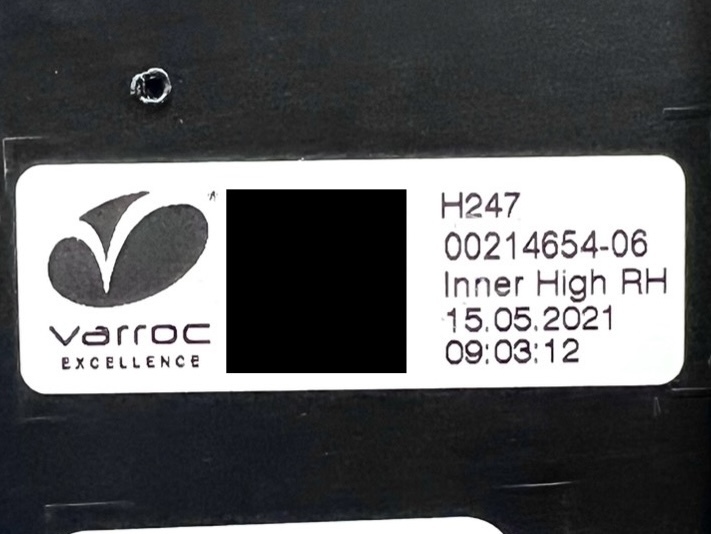 varroc
EXCELLENCE
H247
00214654-06
Inner High RH
15.05.2021
09:03:12